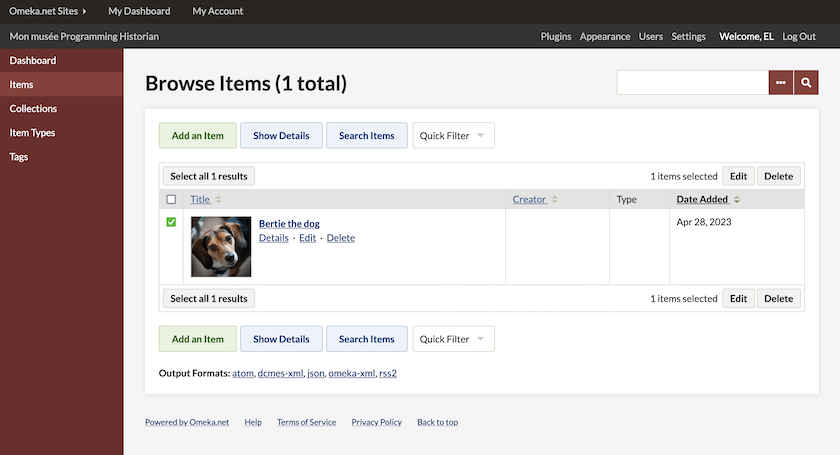 Omeka.net Sites My Dashboard My Account
Mon musée Programming Historian Plugins Appearance Users Settings Welcome, EL Log Out
Dashboard
Items
Collections
Item Types
Tags
Browse Items (1 total)
Add an Item Show Details Search Items Quick Filter
Select all 1 results 1 items selected Edit Delete
Title Creator Type Date Added
Bertie the dog Apr 28, 2023
Details · Edit · Delete
Select all 1 results 1 items selected Edit Delete
Add an Item Show Details Search Items Quick Filter
Output Formats: atom, dcmes-xml, json, omeka-xml, rss2
Powered by Omeka.net Help Terms of Service Privacy Policy Back to top